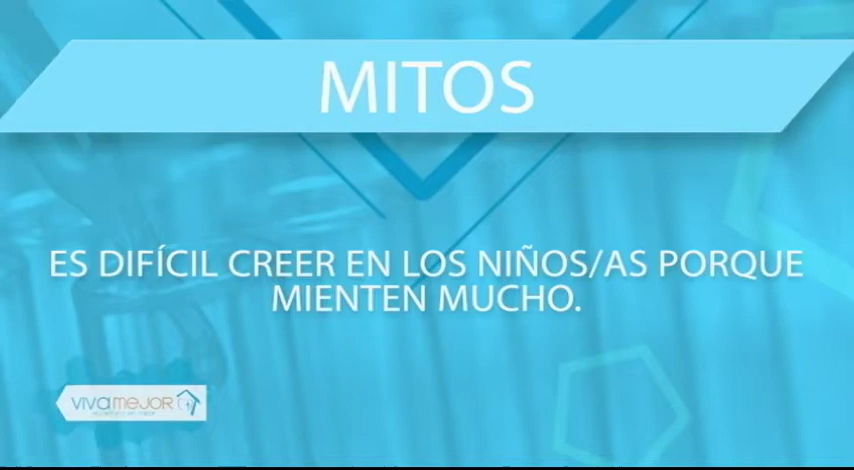 MITOS
ES DIFÍCIL CREER EN LOS NIÑOS/AS PORQUE
MIENTEN MUCHO.
VIVAMEJOR